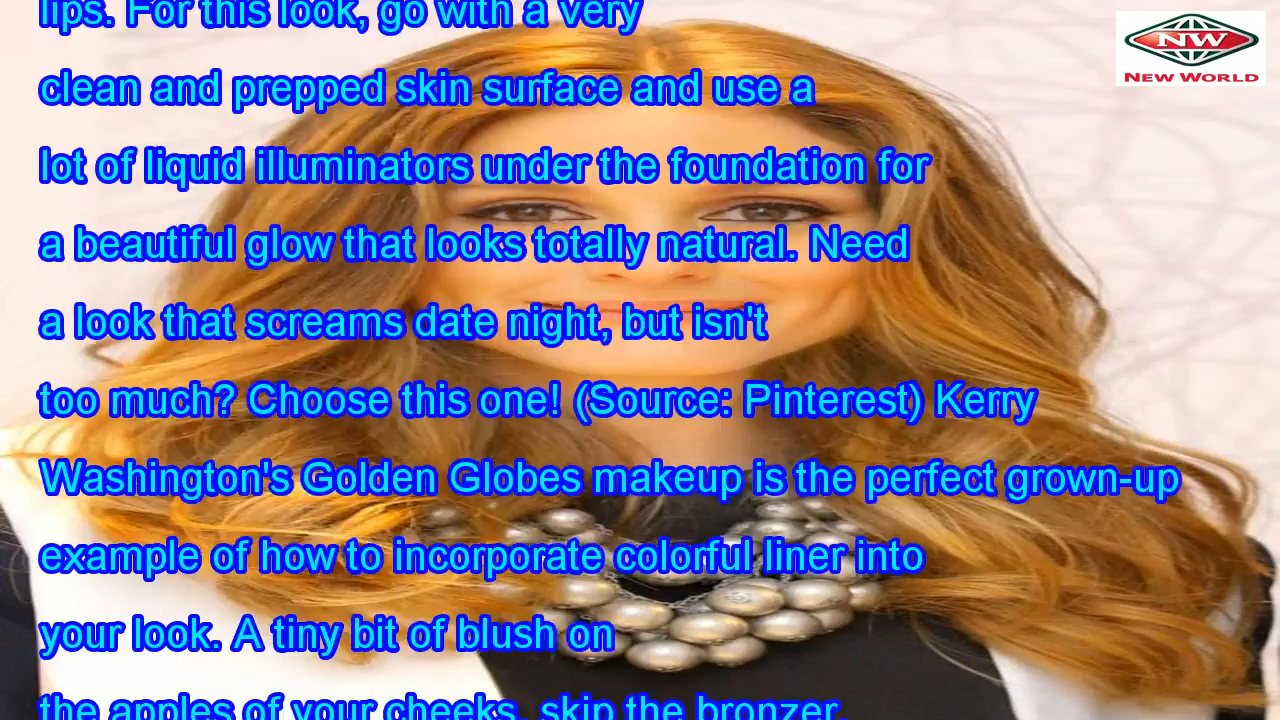 lips. For this look, go with a very
NW
NEW WORLD
clean and prepped skin surface and use a
lot of liquid illuminators under the foundation for
a beautiful glow that looks totally natural. Need
a look that screams date night, but isn't
too much? Choose this one! (Source: Pinterest) Kerry
Washington's Golden Globes makeup is the perfect grown-up
example of how to incorporate colorful liner into
your look. A tiny bit of blush on
the apples of your cheeks, skip the bronzer,